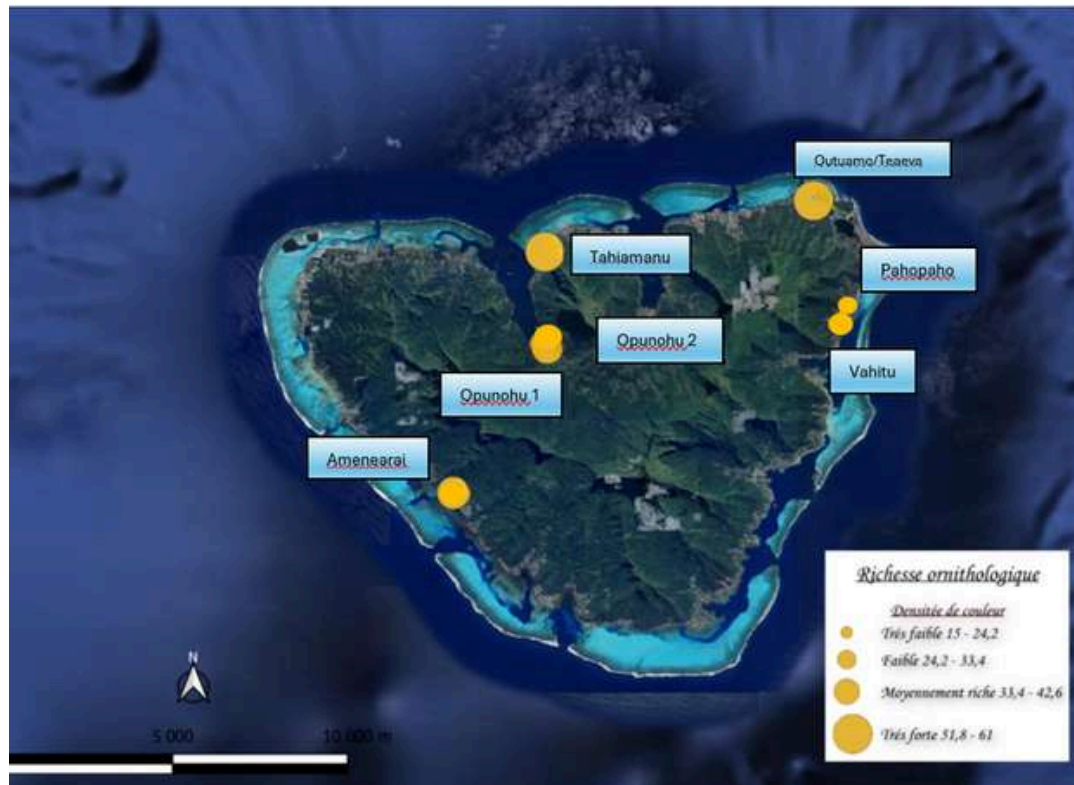 Outuamo/Teaeva
Tahiamanu
Pahopaho
Opunohu 2
Vahitu
Opunohu 1
Amenearai
Richesse ornithologique
Densitée de couleur
Trés faible 15 - 24,2
Faible 24,2 - 33,4
Moyennement riche 33,4 - 42,6
Trés forte 51,8 - 61
N
5 000
10 000 m